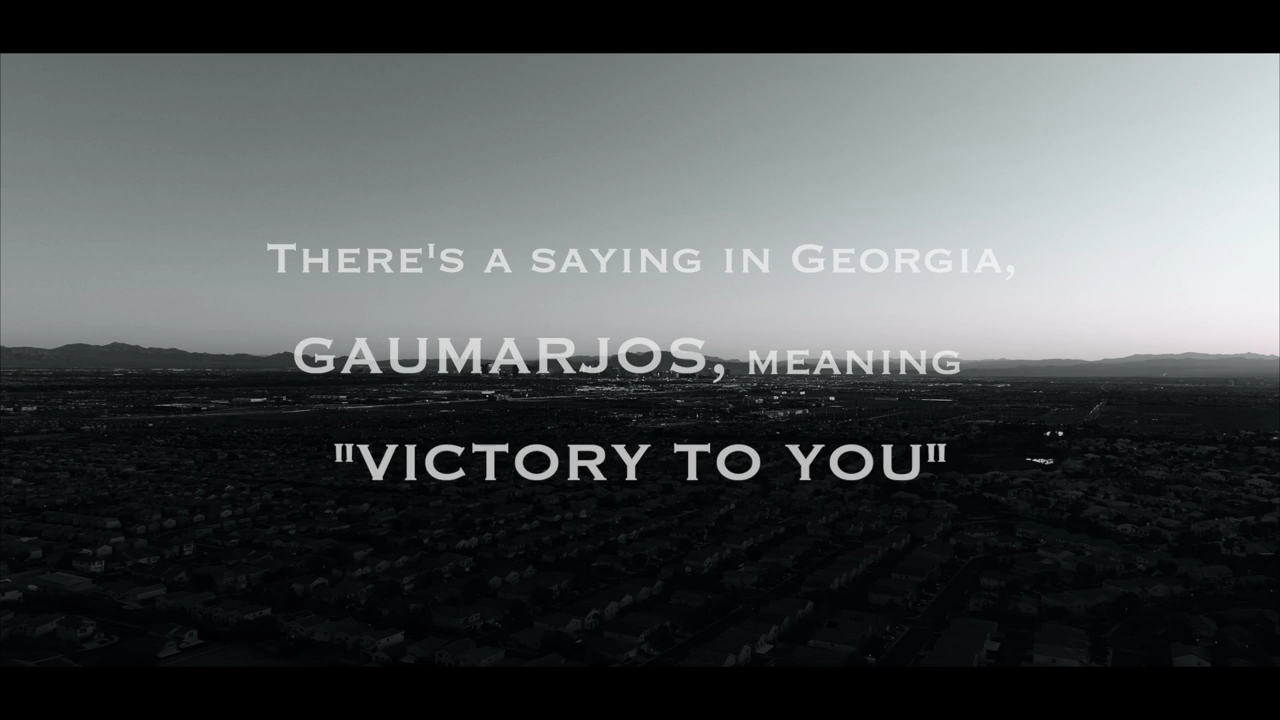 There's a saying in Georgia,
GAUMARJOS, meaning
"VICTORY TO YOU"